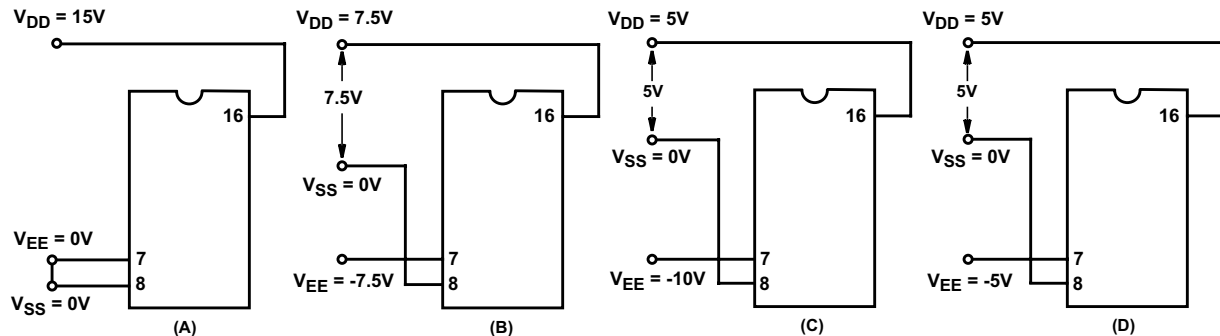 VDD = 15V
16
VEE = 0V
7
8
VSS = 0V
(A)
VDD = 7.5V
7.5V
16
VSS = 0V
7
VEE = -7.5V
8
(B)
VDD = 5V
5V
16
VSS = 0V
7
VEE = -10V
8
(C)
VDD = 5V
5V
16
VSS = 0V
7
VEE = -5V
8
(D)